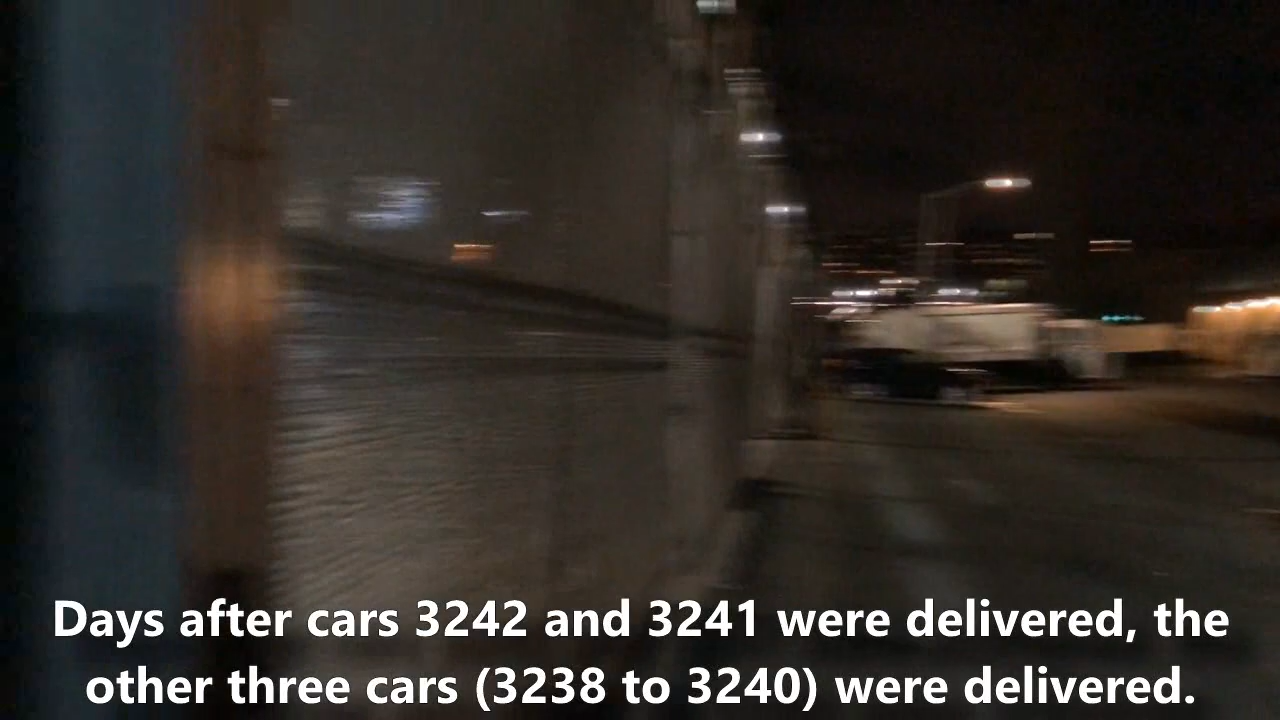 Days after cars 3242 and 3241 were delivered, the
other three cars (3238 to 3240) were delivered.